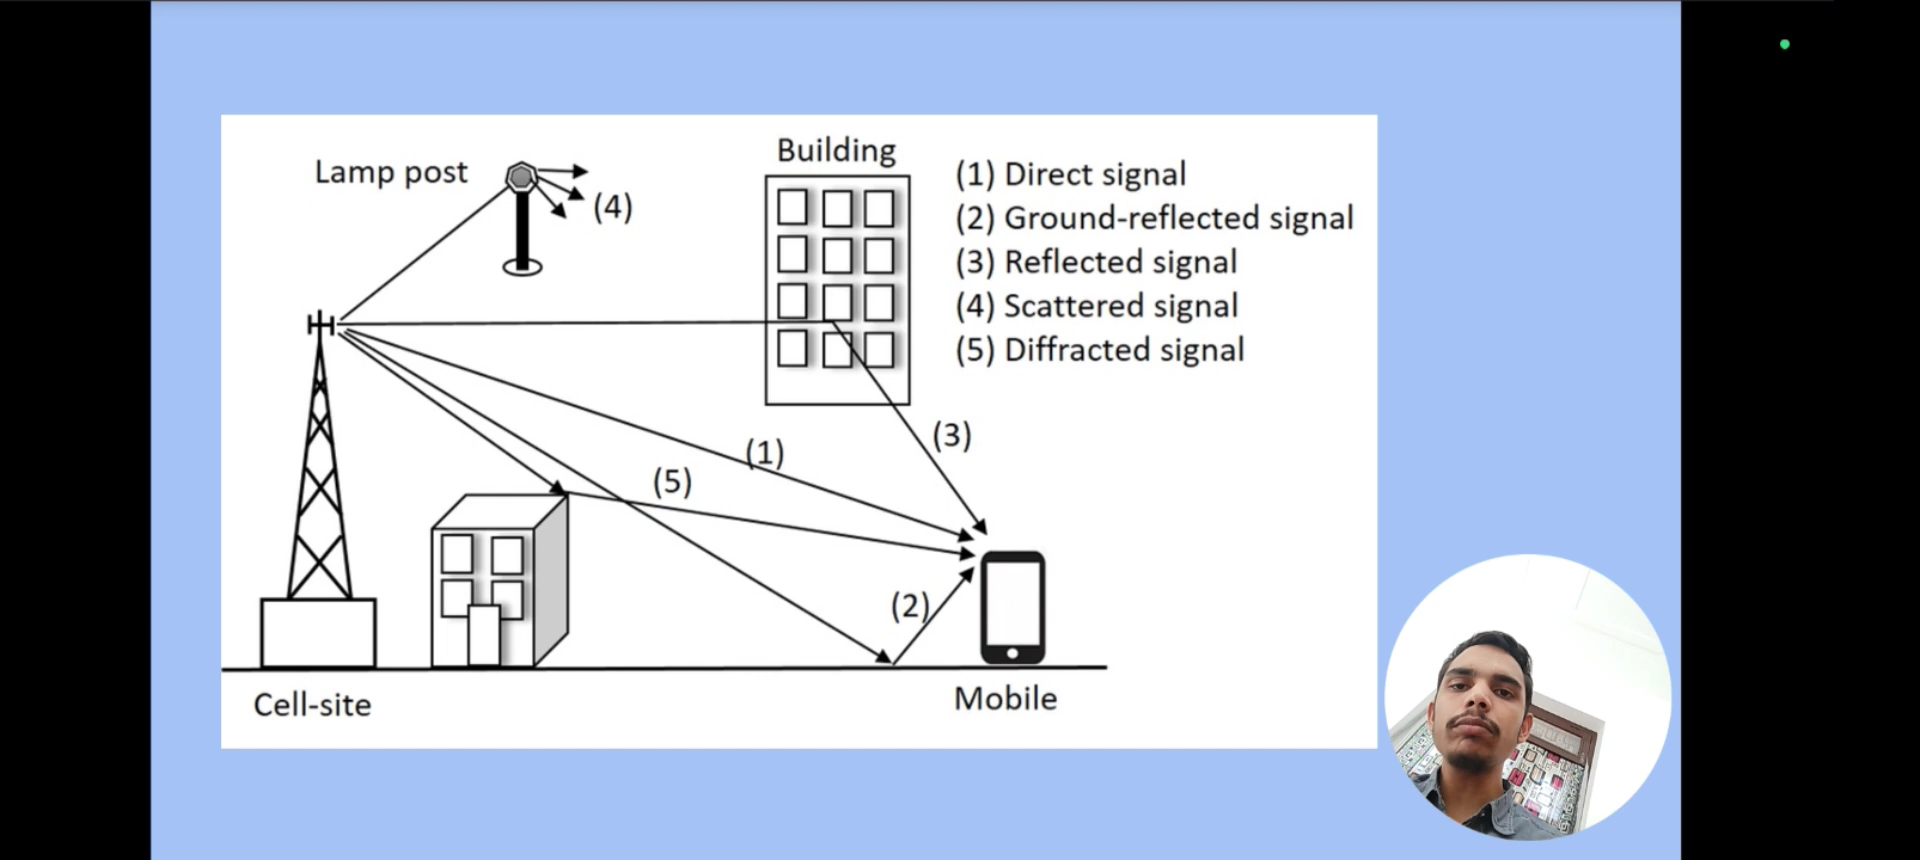 Lamp post
(4)
Building
(1) Direct signal
(2) Ground-reflected signal
(3) Reflected signal
(4) Scattered signal
(5) Diffracted signal
(3)
(1)
(5)
(2)
Cell-site
Mobile